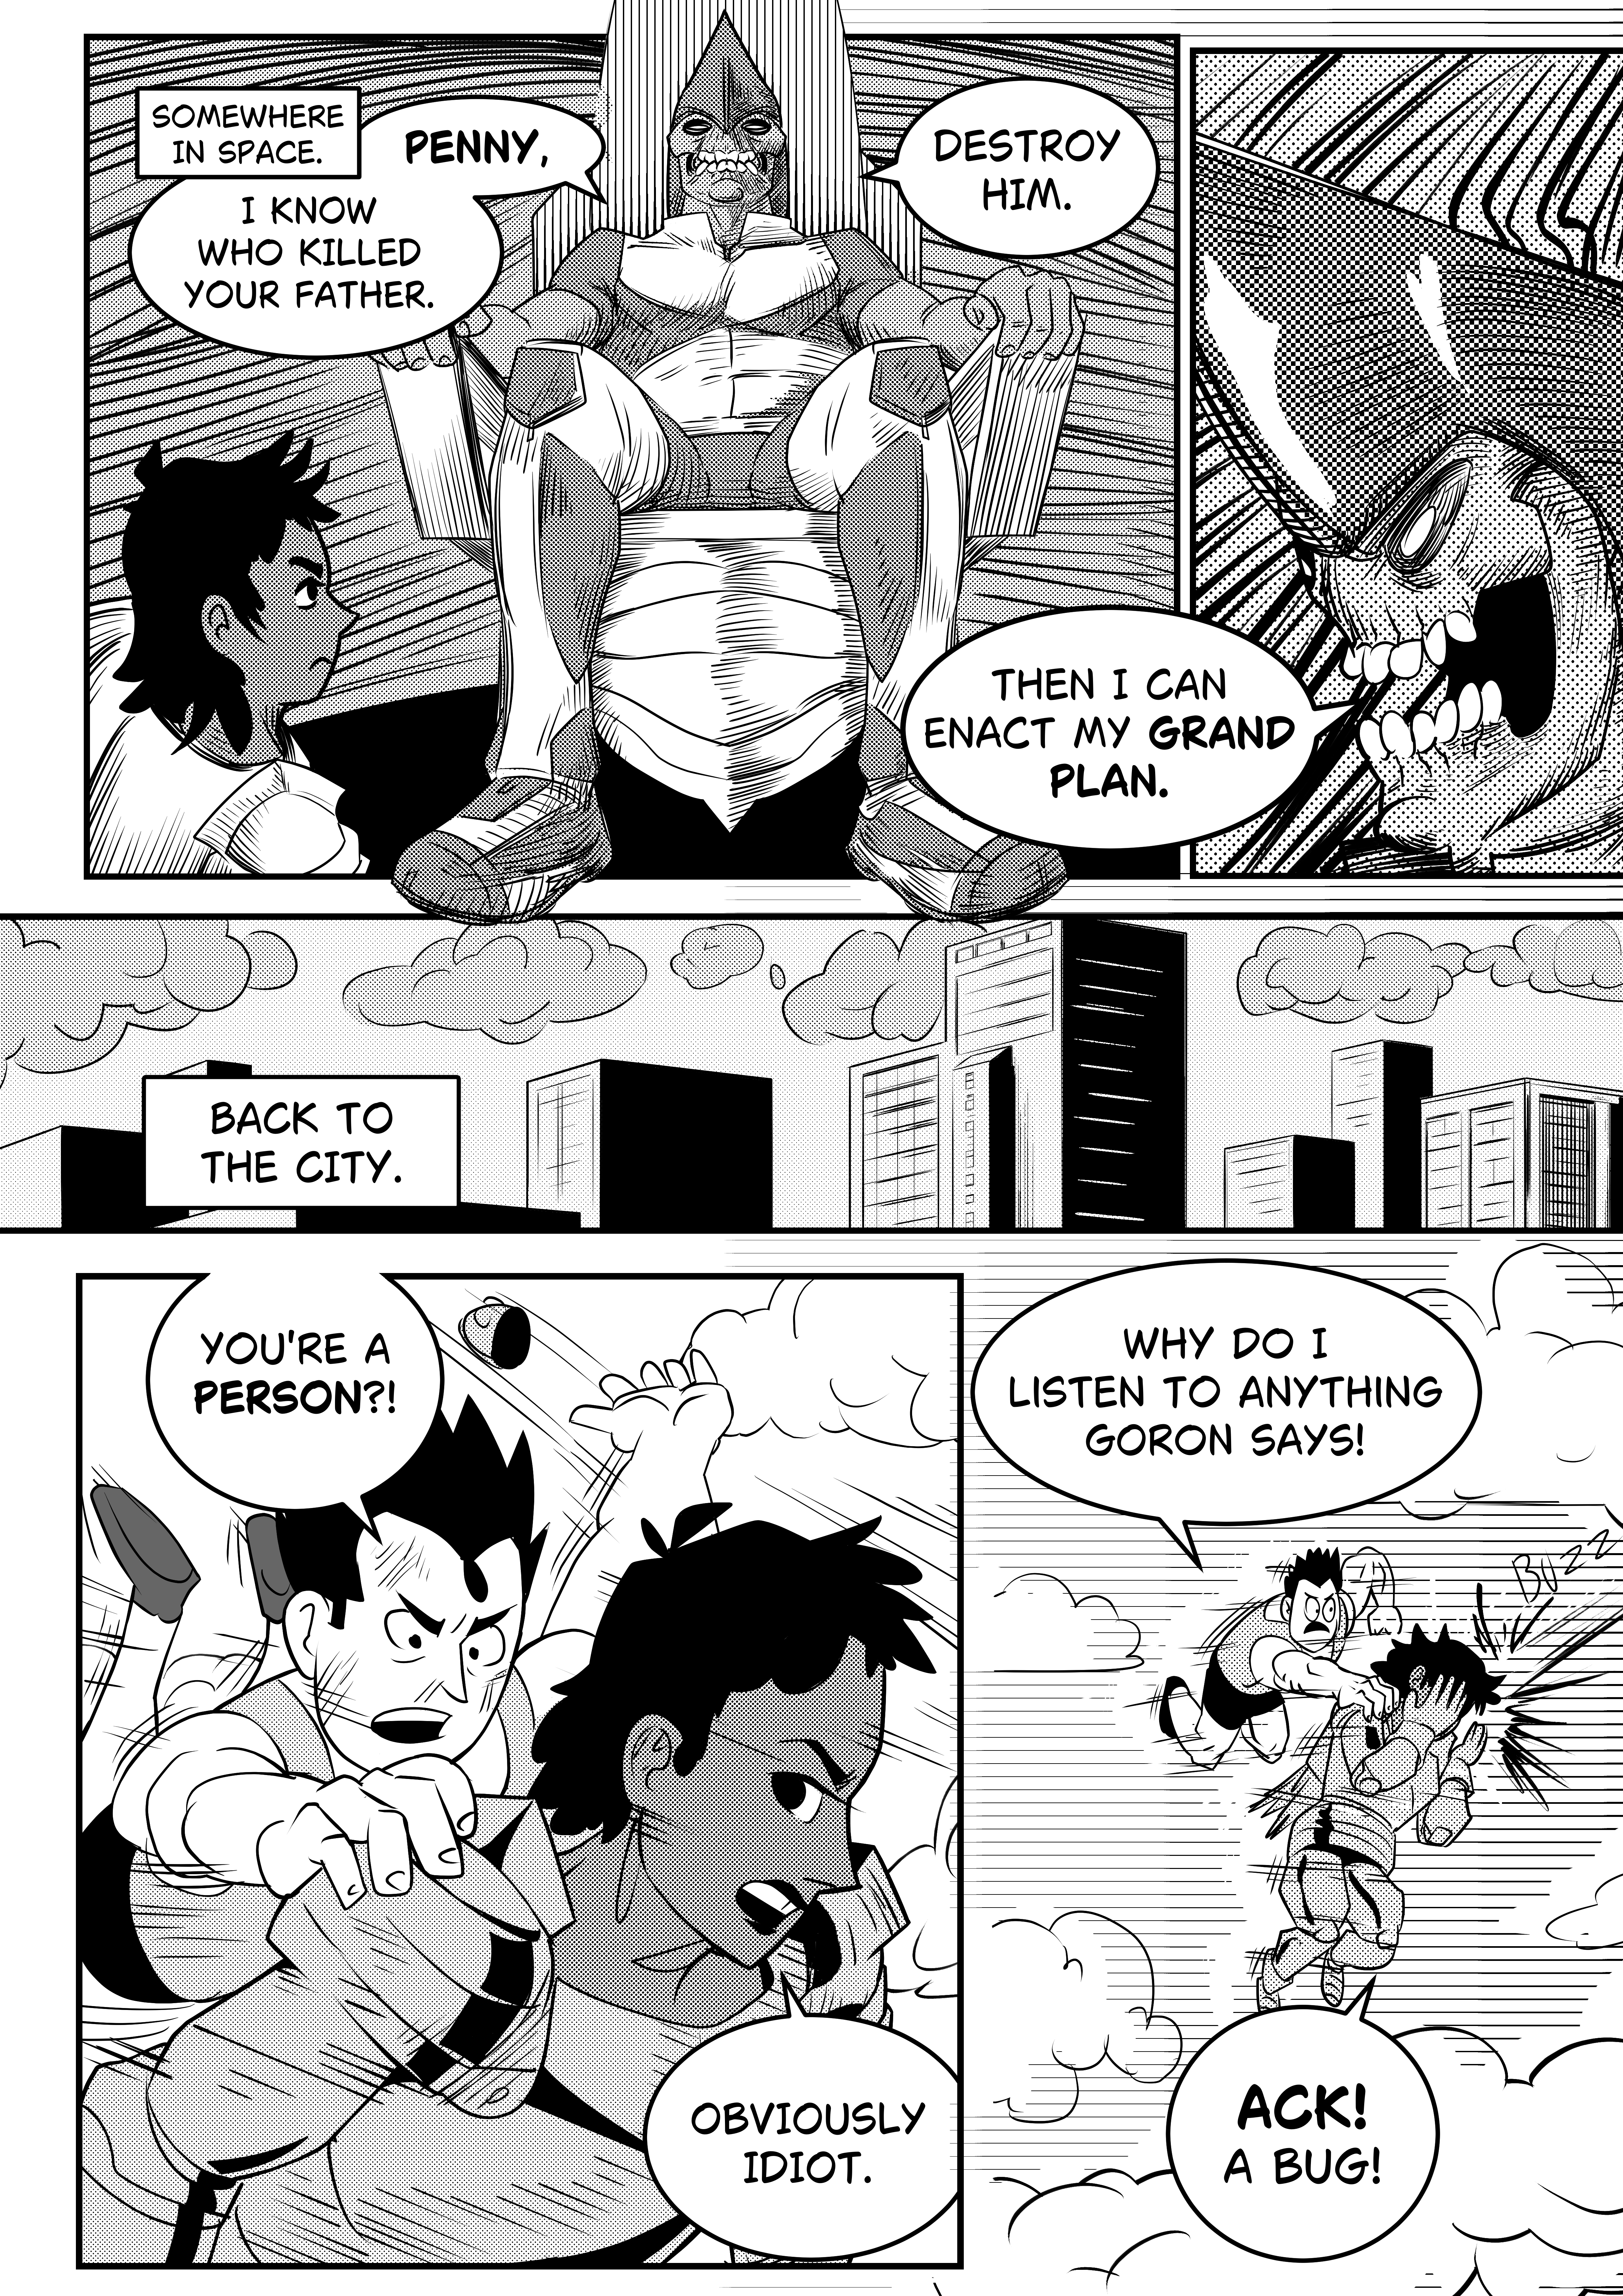 SOMEWHERE
IN SPACE.
PENNY,
I KNOW
WHO KILLED
YOUR FATHER.
DESTROY
HIM.
THEN I CAN
ENACT MY GRAND
PLAN.
BACK TO
THE CITY.
YOU'RE A
PERSON?!
OBVIOUSLY
IDIOT.
WHY DO I
LISTEN TO ANYTHING
GORON SAYS!
BUZZ
ACK!
A BUG!